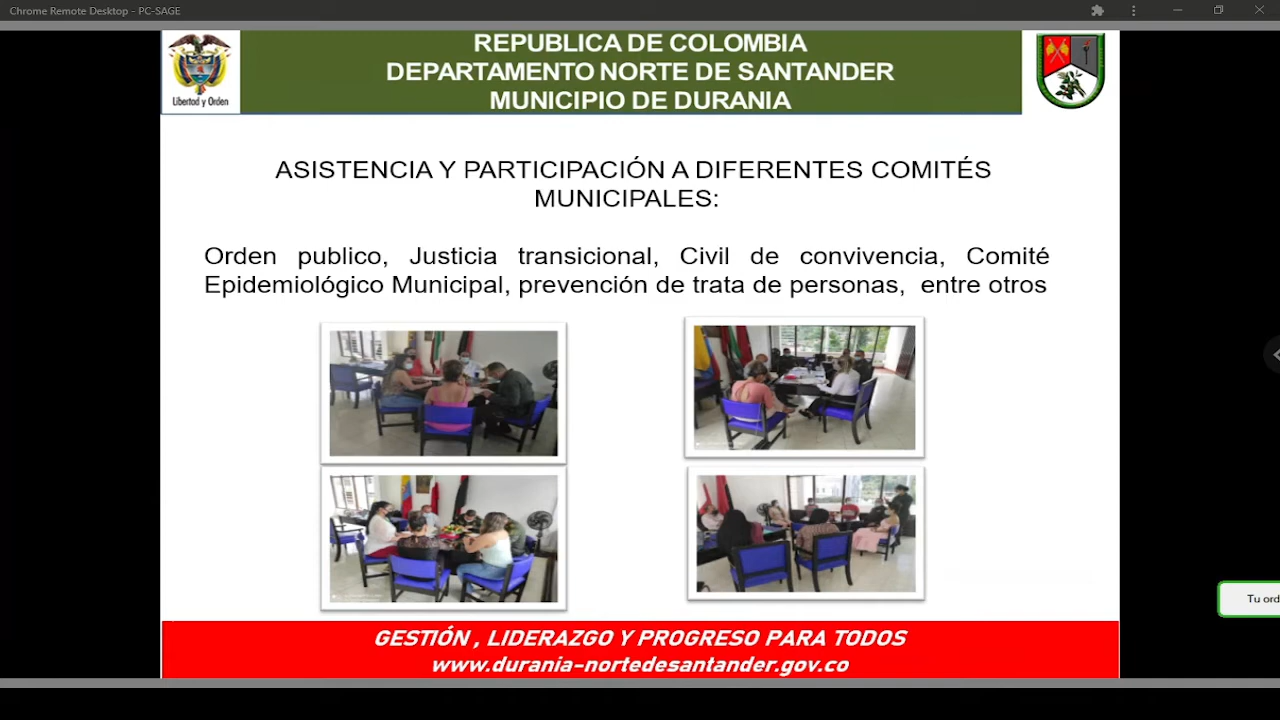 Chrome Remote Desktop - PC-SAGE
REPUBLICA DE COLOMBIA
DEPARTAMENTO NORTE DE SANTANDER
MUNICIPIO DE DURANIA
Libertad y Orden
ASISTENCIA Y PARTICIPACIÓN A DIFERENTES COMITÉS
MUNICIPALES:
Orden publico, Justicia transicional, Civil de convivencia, Comité
Epidemiológico Municipal, prevención de trata de personas, entre otros
Tu ord
GESTIÓN , LIDERAZGO Y PROGRESO PARA TODOS
www.durania-nortedesantander.gov.co